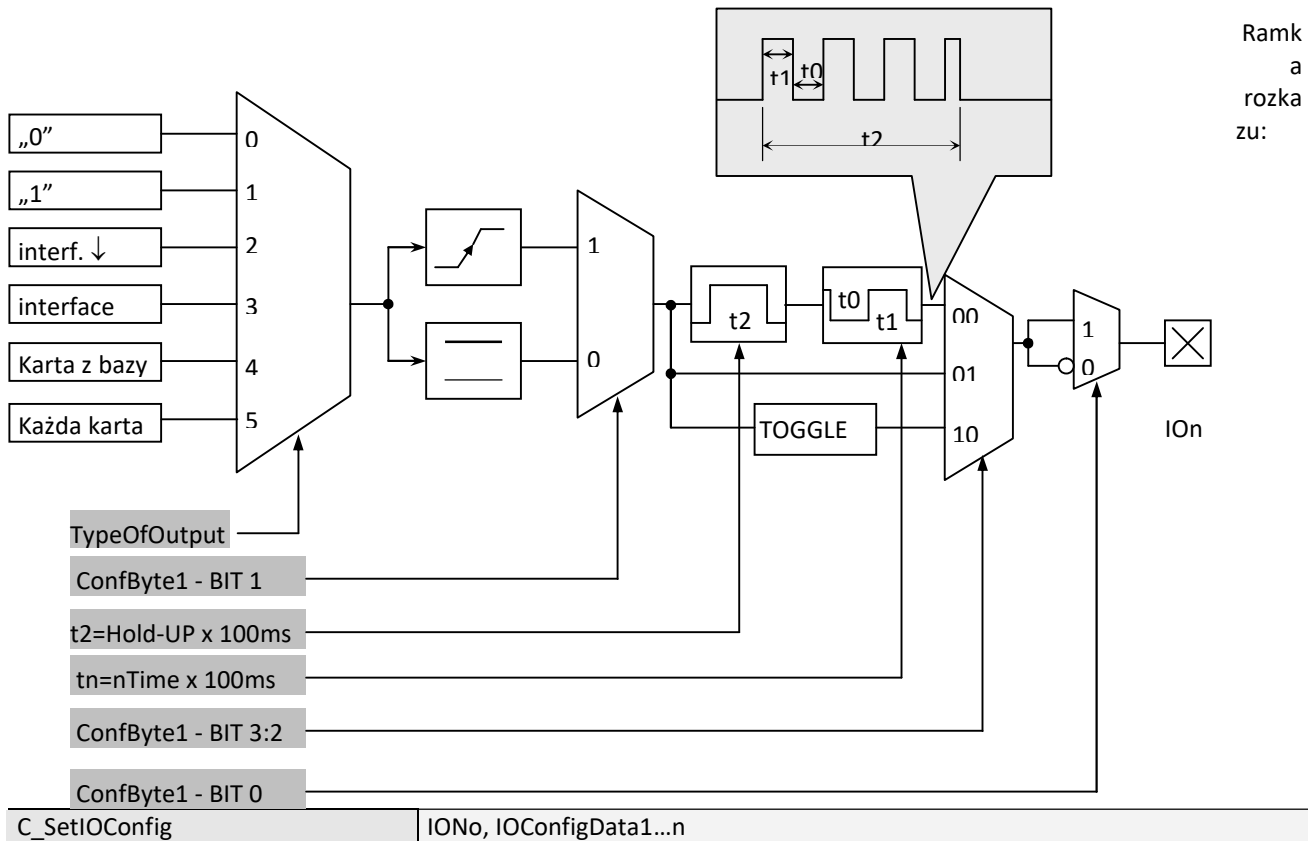 Ramk
a
rozka
zu:
t1
t0
t2
„0”
„1”
interf. ↓
interface
Karta z bazy
Każda karta
0
1
2
3
4
5
1
0
t2
t0
t1
00
01
10
TOGGLE
1
0
IOn
TypeOfOutput
ConfByte1 - BIT 1
t2=Hold-UP x 100ms
tn=nTime x 100ms
ConfByte1 - BIT 3:2
ConfByte1 - BIT 0
C_SetIOConfig IONo, IOConfigData1...n